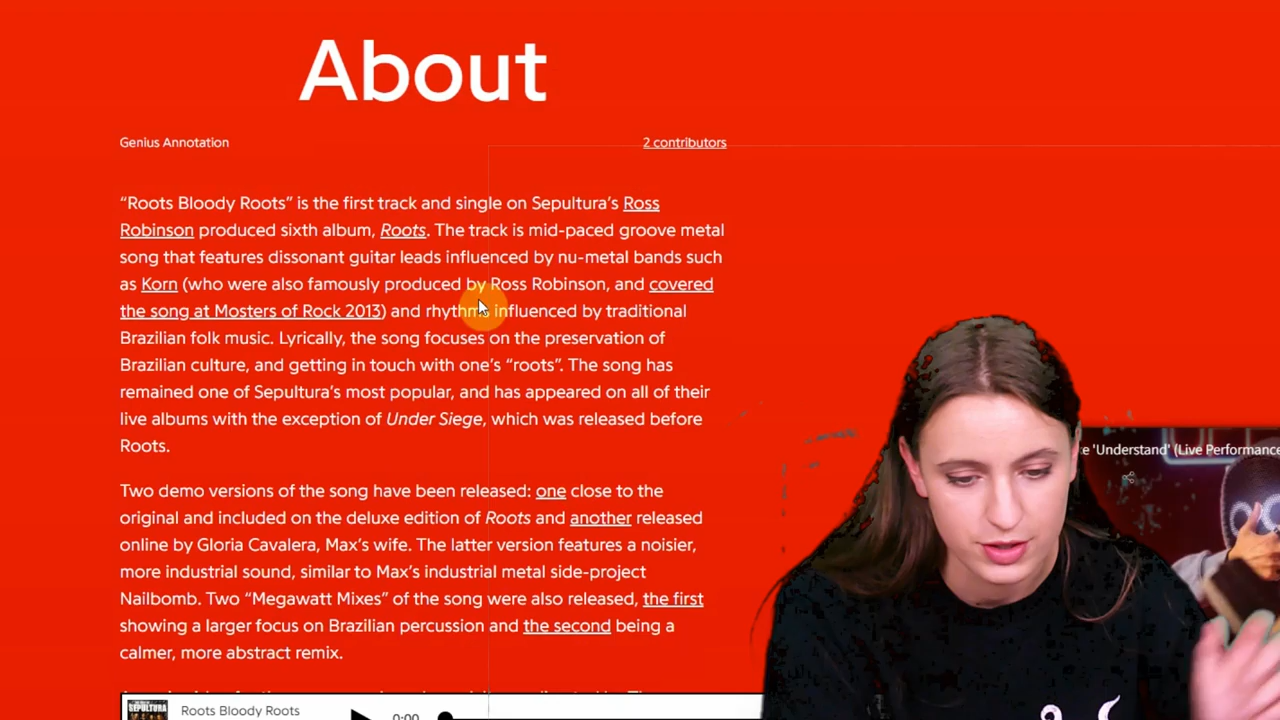 About
Genius Annotation
2 contributors
“Roots Bloody Roots” is the first track and single on Sepultura’s Ross
Robinson produced sixth album, Roots. The track is mid-paced groove metal
song that features dissonant guitar leads influenced by nu-metal bands such
as Korn (who were also famously produced by Ross Robinson, and covered
the song at Mosters of Rock 2013) and rhythms influenced by traditional
Brazilian folk music. Lyrically, the song focuses on the preservation of
Brazilian culture, and getting in touch with one’s “roots”. The song has
remained one of Sepultura’s most popular, and has appeared on all of their
live albums with the exception of Under Siege, which was released before
Roots.
Two demo versions of the song have been released: one close to the
original and included on the deluxe edition of Roots and another released
online by Gloria Cavalera, Max’s wife. The latter version features a noisier,
more industrial sound, similar to Max’s industrial metal side-project
Nailbomb. Two “Megawatt Mixes” of the song were also released, the first
showing a larger focus on Brazilian percussion and the second being a
calmer, more abstract remix.
'Understand' (Live Performance
SEPULTURA
Roots Bloody Roots
0:00